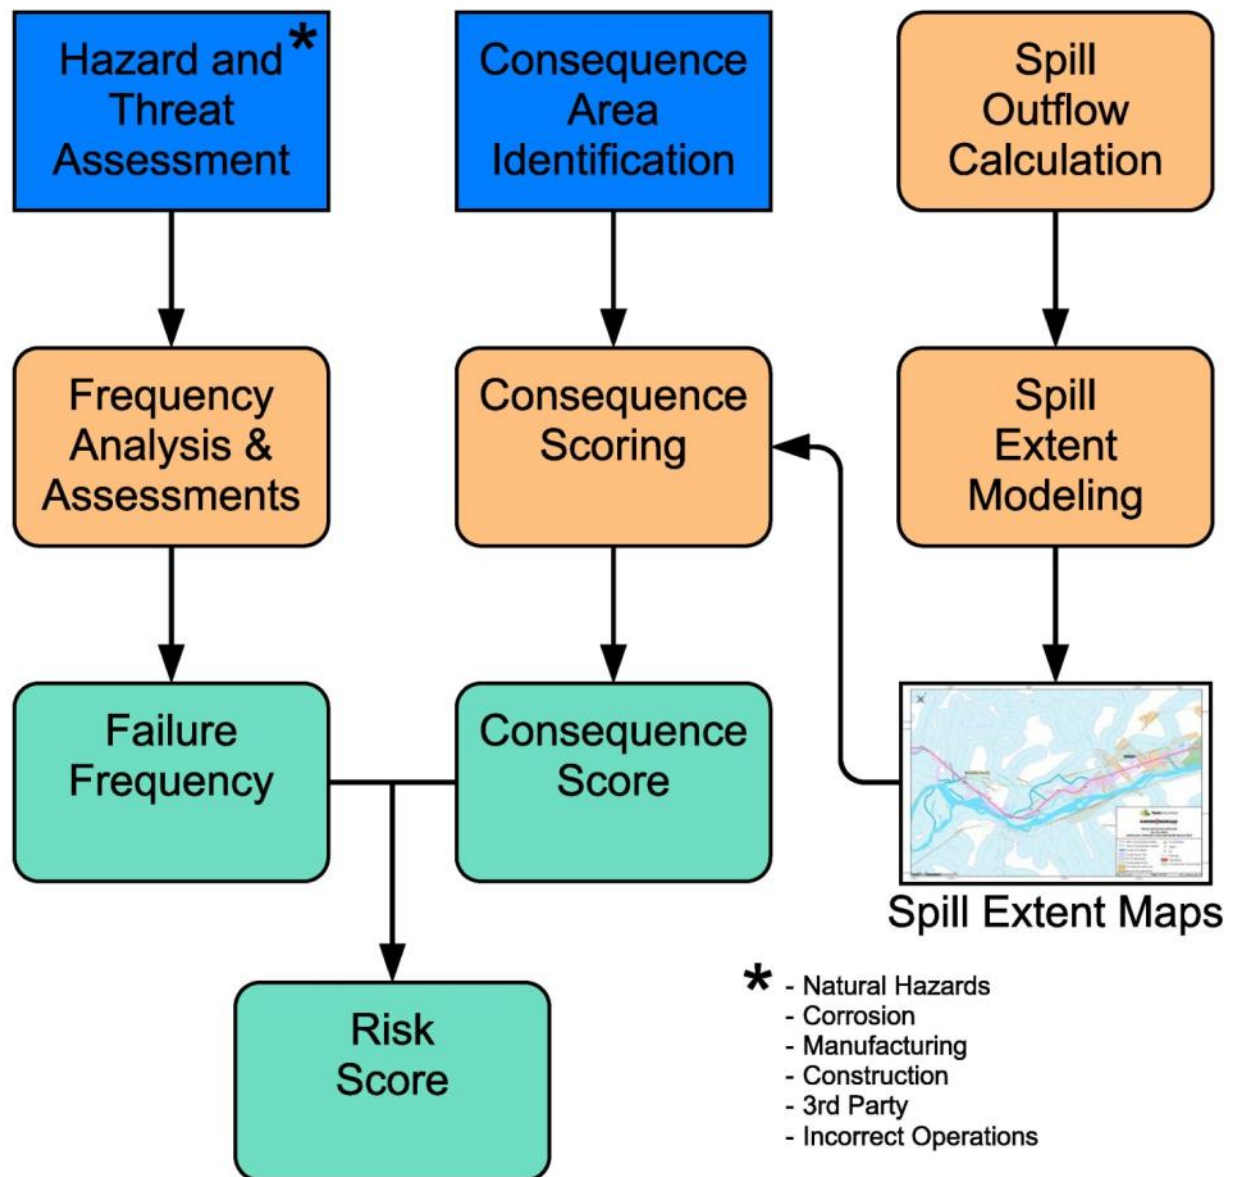 Hazard and *
Threat
Assessment
Consequence
Area
Identification
Spill
Outflow
Calculation
Frequency
Analysis &
Assessments
Consequence
Scoring
Spill
Extent
Modeling
Failure
Frequency
Consequence
Score
Spill Extent Maps
Risk
Score
* - Natural Hazards
- Corrosion
- Manufacturing
- Construction
- 3rd Party
- Incorrect Operations